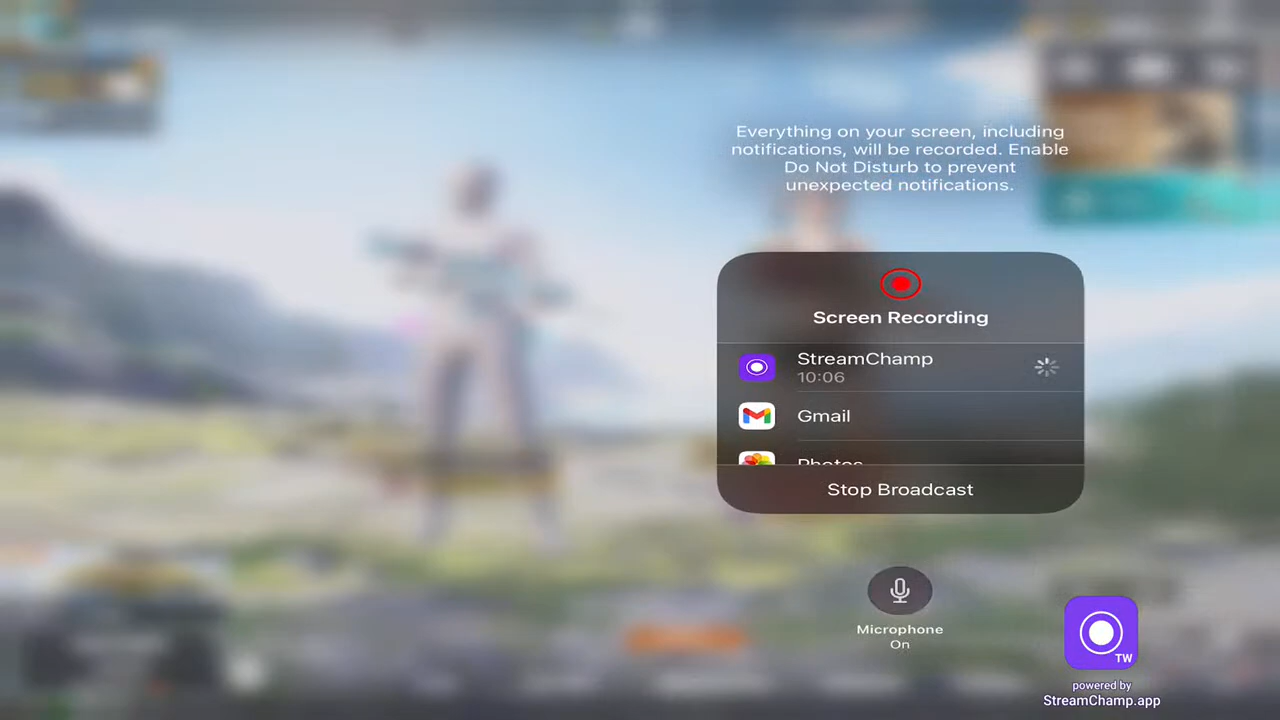 Everything on your screen, including
notifications, will be recorded. Enable
Do Not Disturb to prevent
unexpected notifications.
Screen Recording
StreamChamp
10:06
Gmail
Photos
Stop Broadcast
Microphone
On
TW
powered by
StreamChamp.app